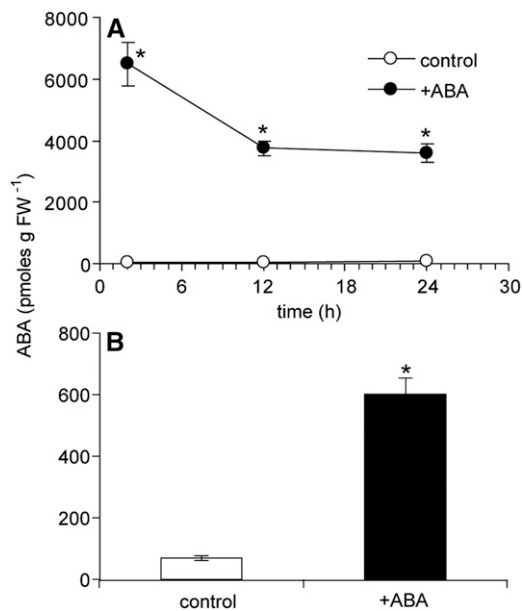 A
8000
6000
4000
2000
0
control
+ABA
*
*
*
0 6 12 18 24 30
time (h)
ABA (pmoles g FW⁻¹)
B
800
600
400
200
0
*
control +ABA